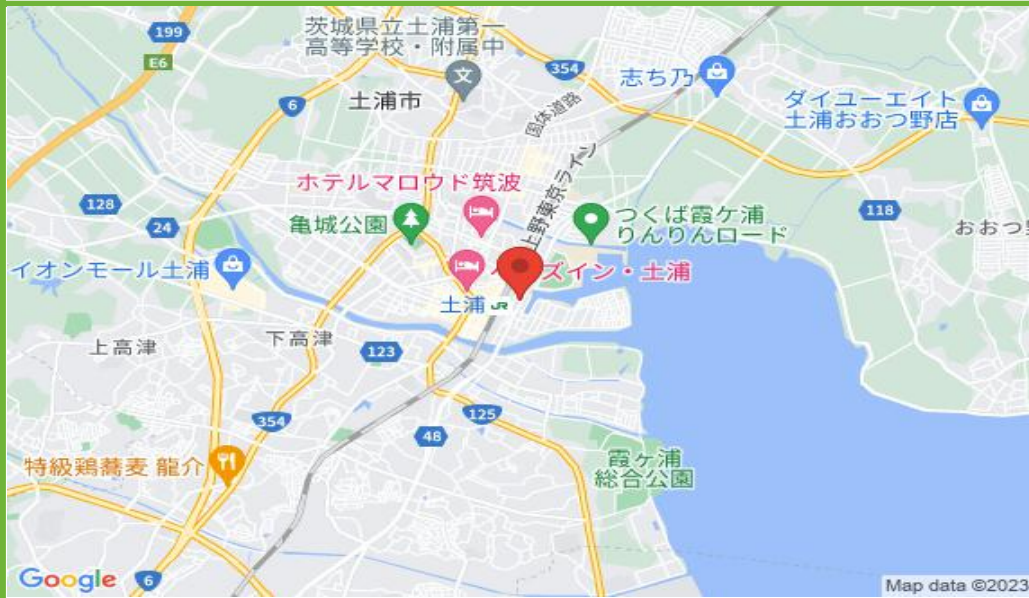 199
茨城県立土浦第一
高等学校・附属中
E6
354
志ち乃
6
土浦市
国体道路
ダイユーエイト
土浦おおつ野店
上野東京ライン
ホテルマロウド筑波
128
24
亀城公園
つくば霞ケ浦
りんりんロード
118
おおつ
イオンモール土浦
ズイン・土浦
土浦 JR
上高津
下高津
123
354
125
48
特級鶏蕎麦 龍介
霞ヶ浦
総合公園
Google
6
Map data ©2023